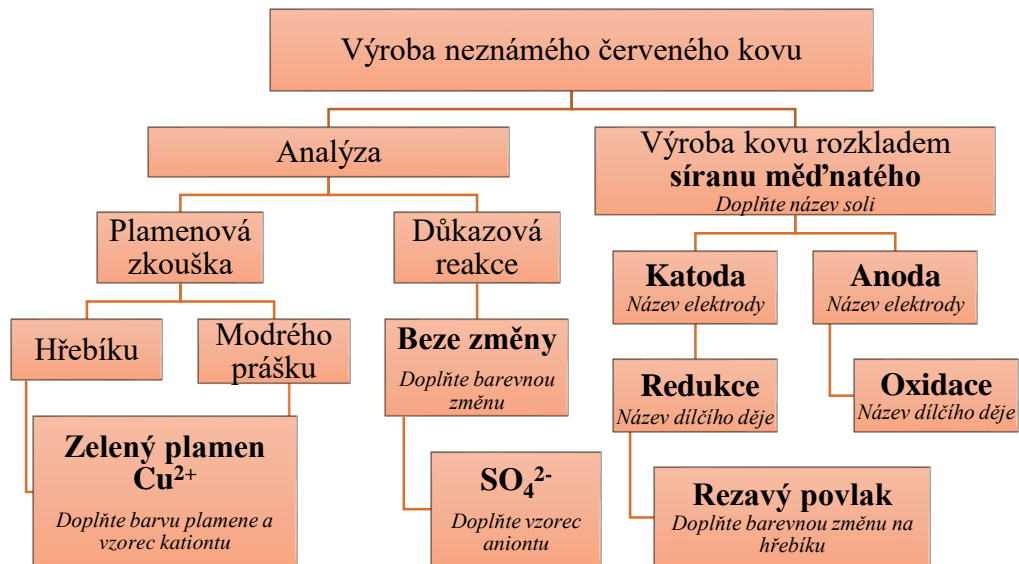 Výroba neznámého červeného kovu
Analýza
Výroba kovu rozkladem
síranu měďnatého
Doplňte název soli
Plamenová
zkouška
Důkazová
reakce
Katoda
Název elektrody
Anoda
Název elektrody
Hřebíku
Modrého
prášku
Beze změny
Doplňte barevnou
změnu
Redukce
Název dílčího děje
Oxidace
Název dílčího děje
Zelený plamen
Cu²⁺
Doplňte barvu plamene a
vzorec kationtu
SO₄²⁻
Doplňte vzorec
aniontu
Rezavý povlak
Doplňte barevnou změnu na
hřebíku